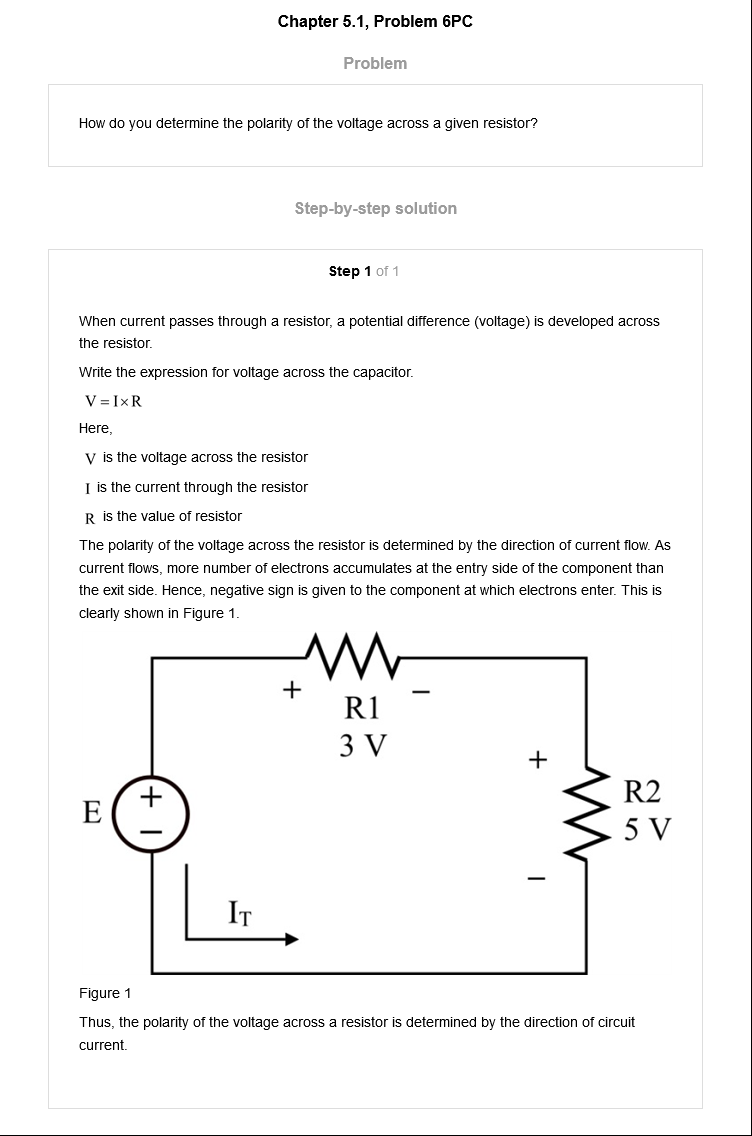 Chapter 5.1, Problem 6PC
Problem
How do you determine the polarity of the voltage across a given resistor?
Step-by-step solution
Step 1 of 1
When current passes through a resistor, a potential difference (voltage) is developed across
the resistor.
Write the expression for voltage across the capacitor.
V = I×R
Here,
V is the voltage across the resistor
I is the current through the resistor
R is the value of resistor
The polarity of the voltage across the resistor is determined by the direction of current flow. As
current flows, more number of electrons accumulates at the entry side of the component than
the exit side. Hence, negative sign is given to the component at which electrons enter. This is
clearly shown in Figure 1.
+ −
R1
3 V
+
R2
5 V
−
E
+
−
IT
Figure 1
Thus, the polarity of the voltage across a resistor is determined by the direction of circuit
current.